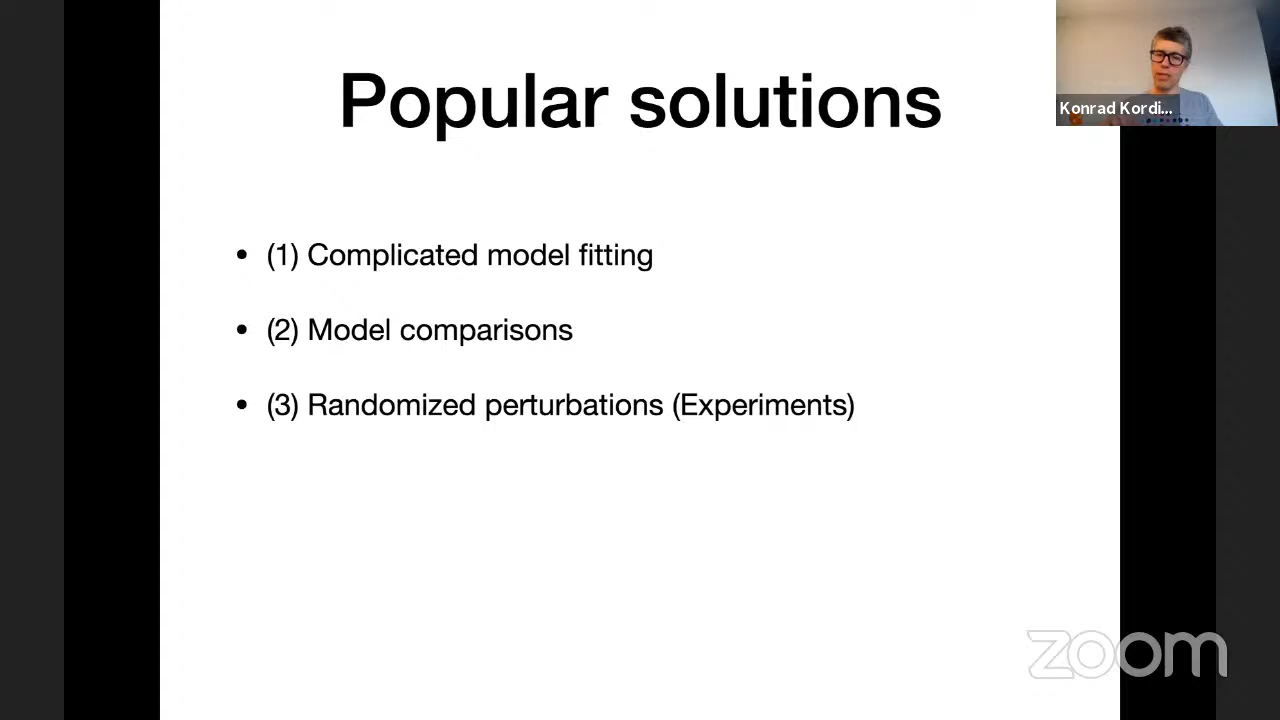 Popular solutions
Konrad Kordi...
• (1) Complicated model fitting
• (2) Model comparisons
• (3) Randomized perturbations (Experiments)
zoom